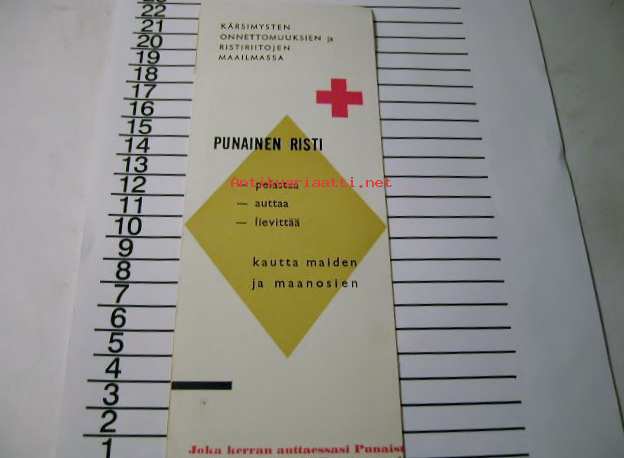 22
21
20
19
18
17
16
15
14
13
12
11
10
9
8
7
6
5
4
3
2
1
KÄRSIMYSTEN
ONNETTOMUUKSIEN ja
RISTIRIITOJEN
MAAILMASSA
PUNAINEN RISTI
— pelastaa
Antikvariaatti.net
— auttaa
— lievittää
kautta maiden
ja maanosien
Joka kerran auttaessasi